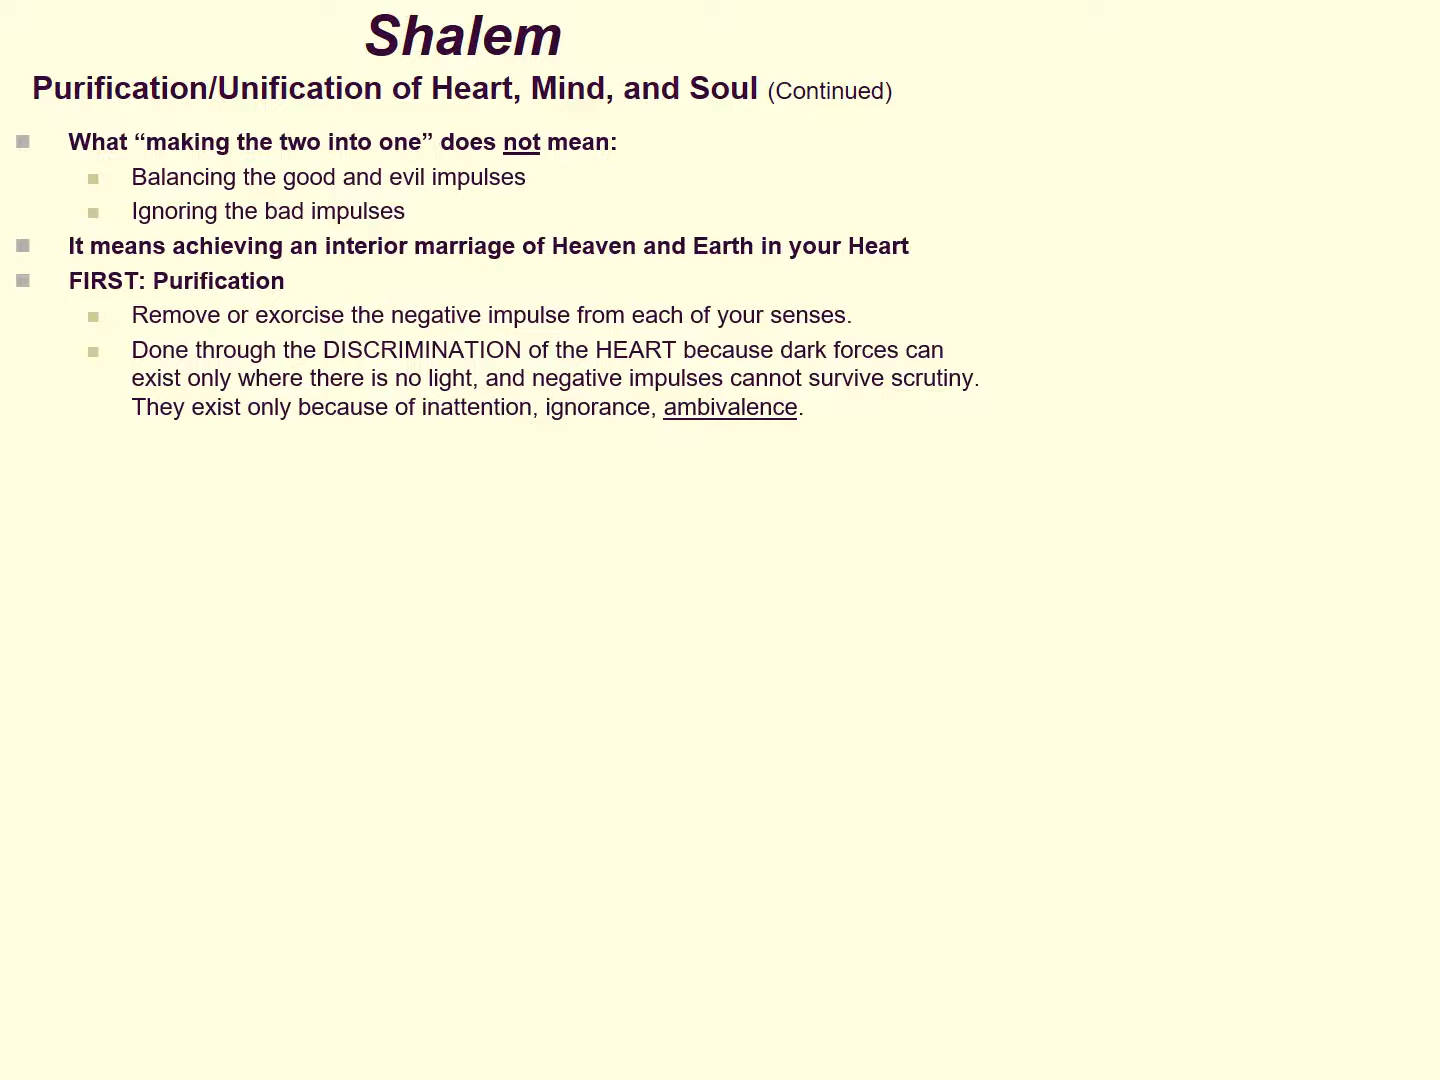 Shalem
Purification/Unification of Heart, Mind, and Soul (Continued)
What “making the two into one” does not mean:
Balancing the good and evil impulses
Ignoring the bad impulses
It means achieving an interior marriage of Heaven and Earth in your Heart
FIRST: Purification
Remove or exorcise the negative impulse from each of your senses.
Done through the DISCRIMINATION of the HEART because dark forces can
exist only where there is no light, and negative impulses cannot survive scrutiny.
They exist only because of inattention, ignorance, ambivalence.